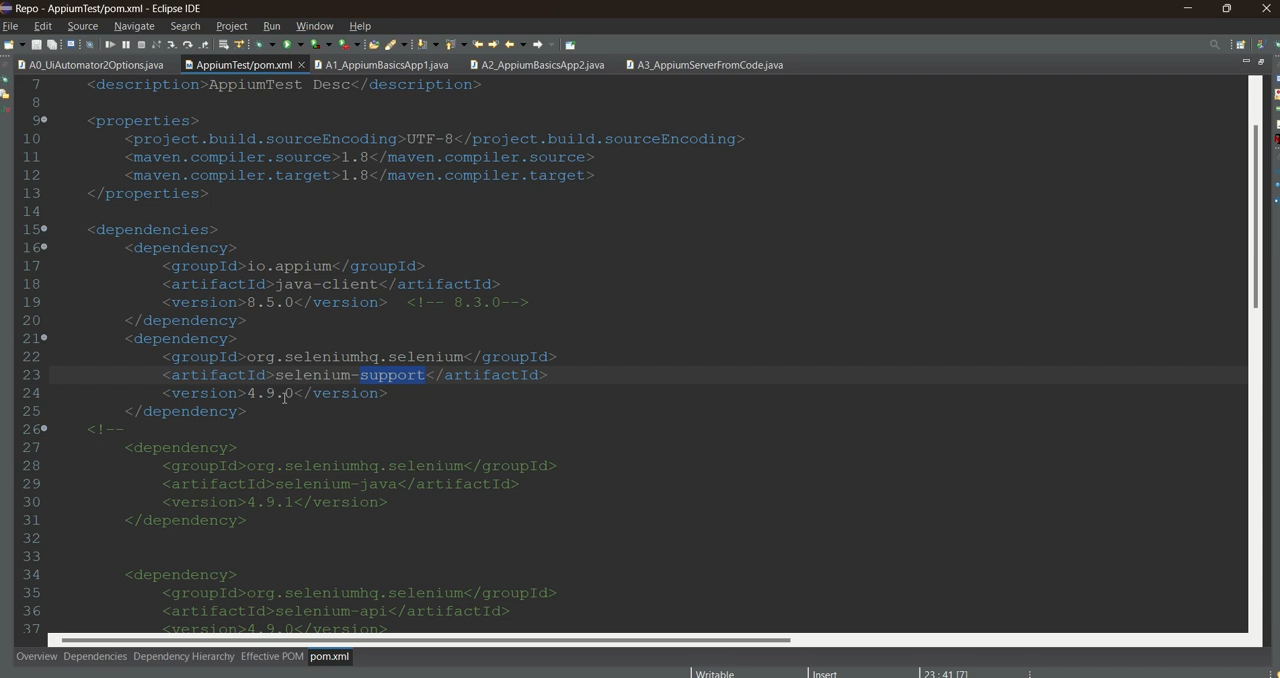 Repo - AppiumTest/pom.xml - Eclipse IDE
File Edit Source Navigate Search Project Run Window Help
A0_UiAutomator2Options.java AppiumTest/pom.xml A1_AppiumBasicsApp1.java A2_AppiumBasicsApp2.java A3_AppiumServerFromCode.java
7 <description>AppiumTest Desc</description>
8
9 <properties>
10 <project.build.sourceEncoding>UTF-8</project.build.sourceEncoding>
11 <maven.compiler.source>1.8</maven.compiler.source>
12 <maven.compiler.target>1.8</maven.compiler.target>
13 </properties>
14
15 <dependencies>
16 <dependency>
17 <groupId>io.appium</groupId>
18 <artifactId>java-client</artifactId>
19 <version>8.5.0</version> <!-- 8.3.0-->
20 </dependency>
21 <dependency>
22 <groupId>org.seleniumhq.selenium</groupId>
23 <artifactId>selenium-support</artifactId>
24 <version>4.9.0</version>
25 </dependency>
26 <!--
27 <dependency>
28 <groupId>org.seleniumhq.selenium</groupId>
29 <artifactId>selenium-java</artifactId>
30 <version>4.9.1</version>
31 </dependency>
32
33
34 <dependency>
35 <groupId>org.seleniumhq.selenium</groupId>
36 <artifactId>selenium-api</artifactId>
37 <version>4.9.0</version>
Overview Dependencies Dependency Hierarchy Effective POM pom.xml
Writable Insert 23 : 41 [7]